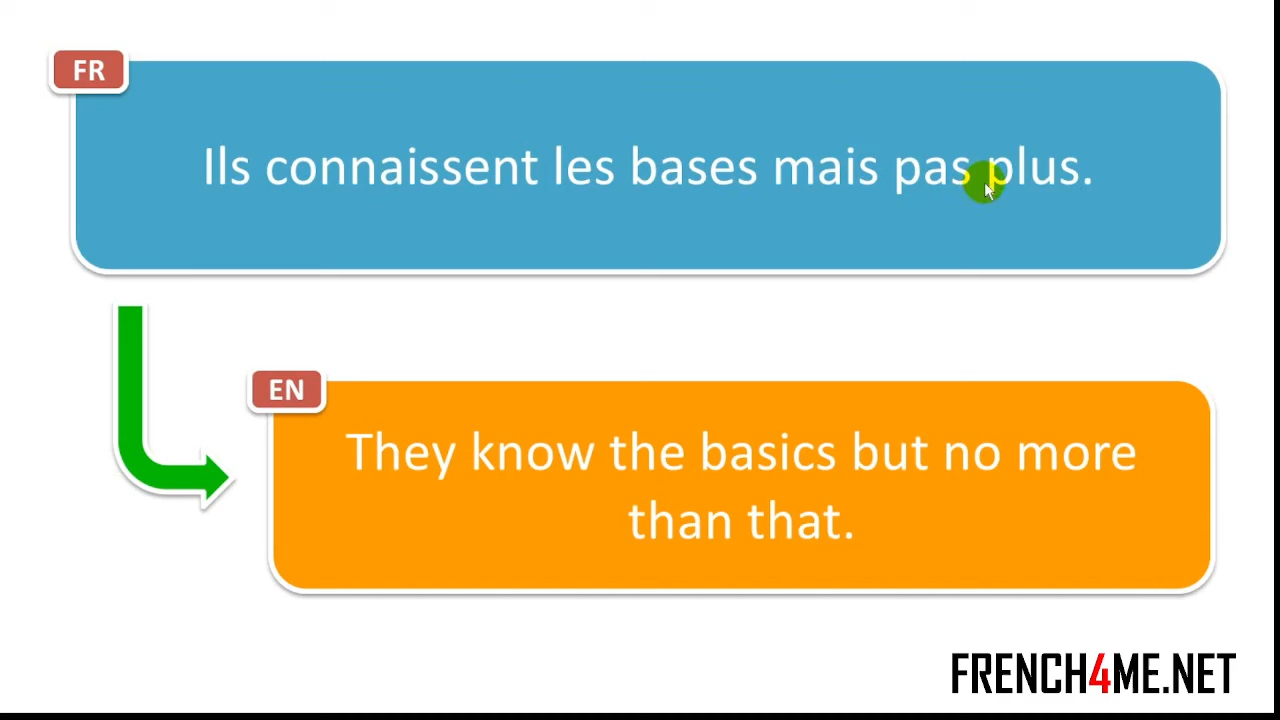 FR
Ils connaissent les bases mais pas plus.
EN
They know the basics but no more
than that.
FRENCH4ME.NET